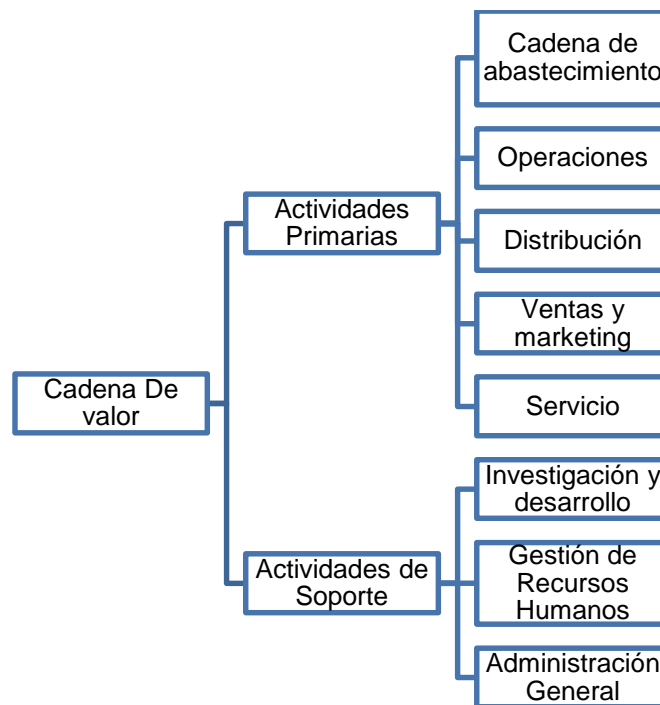 Cadena De
valor
Actividades
Primarias
Cadena de
abastecimiento
Operaciones
Distribución
Ventas y
marketing
Servicio
Actividades de
Soporte
Investigación y
desarrollo
Gestión de
Recursos
Humanos
Administración
General